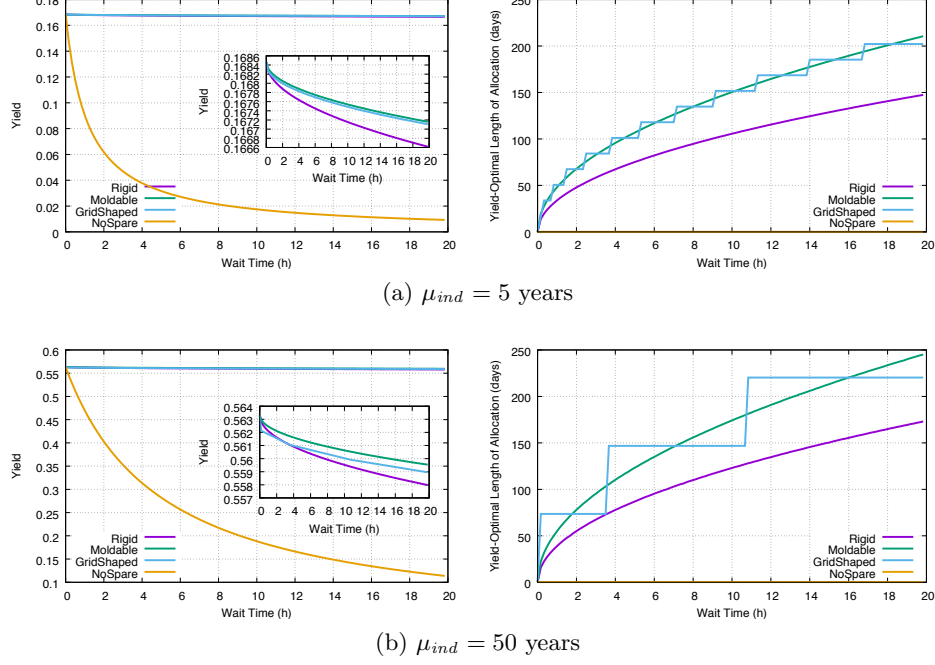 0.18
0.16
0.14
0.12
0.1
0.08
0.06
0.04
0.02
0
Yield
0 2 4 6 8 10 12 14 16 18 20
Wait Time (h)
Rigid
Moldable
GridShaped
NoSpare
0.1686
0.1684
0.168
0.1678
0.1676
0.1674
0.1672
0.167
0.1668
0.1666
Yield
0 2 4 6 8 10 12 14 16 18 20
Wait Time (h)
250
200
150
100
50
0
Yield-Optimal Length of Allocation (days)
0 2 4 6 8 10 12 14 16 18 20
Wait Time (h)
Rigid
Moldable
GridShaped
NoSpare
(a) μind = 5 years
0.6
0.55
0.5
0.45
0.4
0.35
0.3
0.25
0.2
0.15
0.1
Yield
0 2 4 6 8 10 12 14 16 18 20
Wait Time (h)
Rigid
Moldable
GridShaped
NoSpare
0.564
0.563
0.562
0.561
0.56
0.559
0.558
0.557
Yield
0 2 4 6 8 10 12 14 16 18 20
Wait Time (h)
250
200
150
100
50
0
Yield-Optimal Length of Allocation (days)
0 2 4 6 8 10 12 14 16 18 20
Wait Time (h)
Rigid
Moldable
GridShaped
NoSpare
(b) μind = 50 years